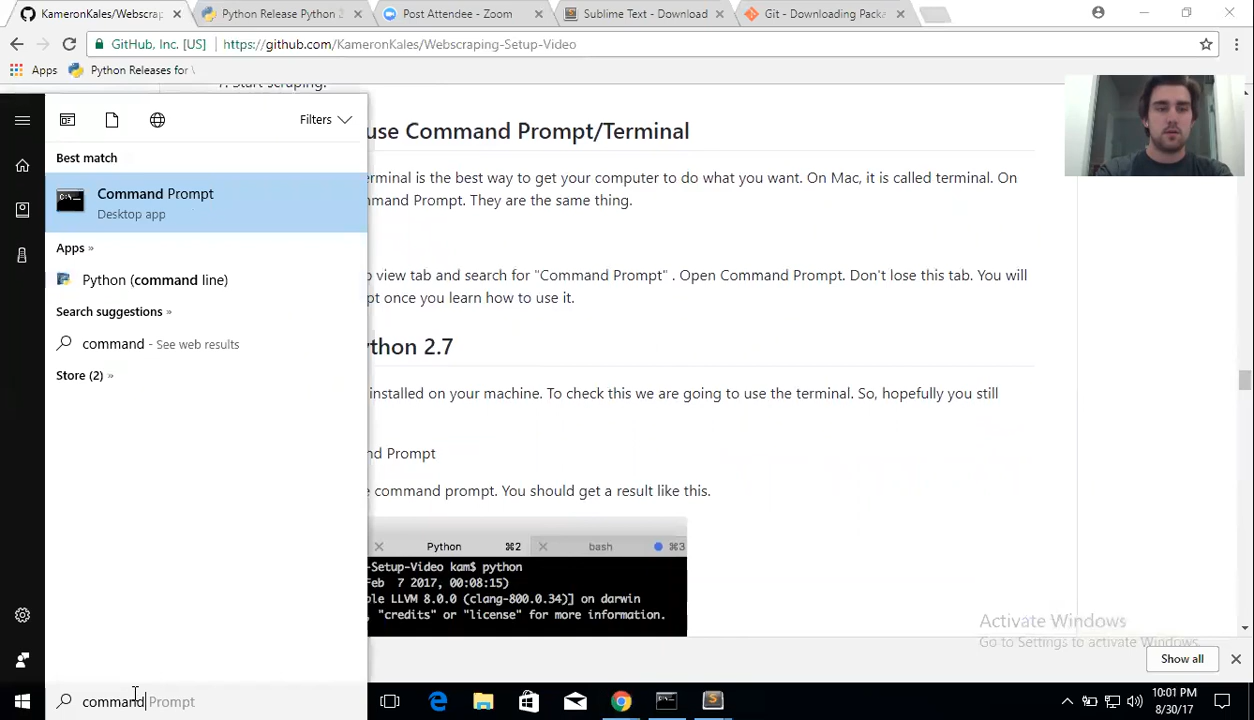 KameronKales/Webscrap
Python Release Python 2
Post Attendee - Zoom
Sublime Text - Download
Git - Downloading Packa
GitHub, Inc. [US]
https://github.com/KameronKales/Webscraping-Setup-Video
Apps
Python Releases for \
7. Start scraping.
Filters
Best match
Command Prompt
Desktop app
Apps »
Python (command line)
Search suggestions »
command - See web results
Store (2) »
use Command Prompt/Terminal
erminal is the best way to get your computer to do what you want. On Mac, it is called terminal. On
mmand Prompt. They are the same thing.
p view tab and search for "Command Prompt" . Open Command Prompt. Don't lose this tab. You will
pt once you learn how to use it.
ython 2.7
installed on your machine. To check this we are going to use the terminal. So, hopefully you still
nd Prompt
e command prompt. You should get a result like this.
Python
⌘2
bash
⌘3
-Setup-Video kam$ python
Feb 7 2017, 00:08:15)
ple LLVM 8.0.0 (clang-800.0.34)] on darwin
, "credits" or "license" for more information.
Activate Windows
Go to Settings to activate Windows.
Show all
command Prompt
10:01 PM
8/30/17